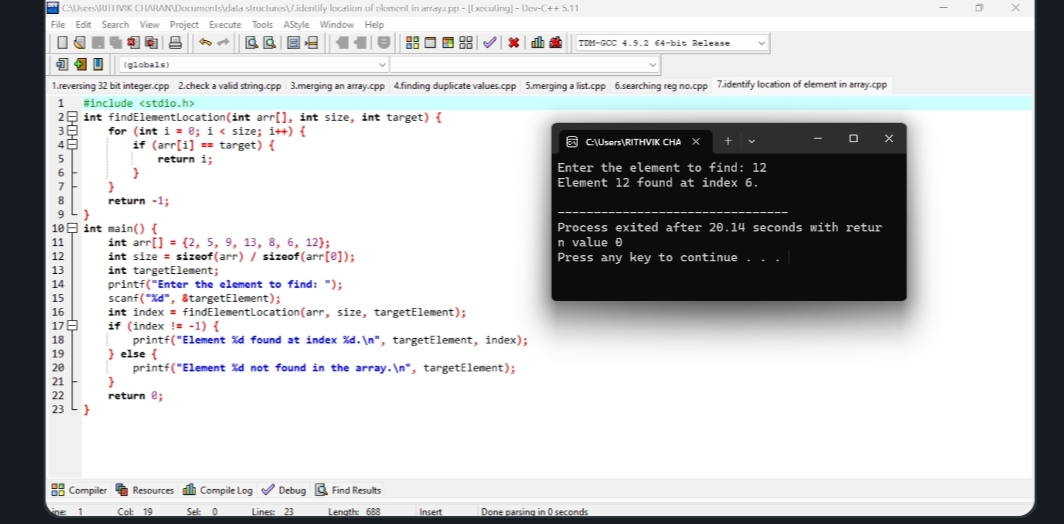 C:\Users\RITHVIK CHARAN\Documents\data structures\7.identify location of element in array.cpp - [Executing] - Dev-C++ 5.11
File Edit Search View Project Execute Tools AStyle Window Help
TDM-GCC 4.9.2 64-bit Release
(globals)
1.reversing 32 bit integer.cpp 2.check a valid string.cpp 3.merging an array.cpp 4.finding duplicate values.cpp 5.merging a list.cpp 6.searching reg no.cpp 7.identify location of element in array.cpp
1 #include <stdio.h>
2 int findElementLocation(int arr[], int size, int target) {
3 for (int i = 0; i < size; i++) {
4 if (arr[i] == target) {
5 return i;
6 }
7 }
8 return -1;
9 }
10 int main() {
11 int arr[] = {2, 5, 9, 13, 8, 6, 12};
12 int size = sizeof(arr) / sizeof(arr[0]);
13 int targetElement;
14 printf("Enter the element to find: ");
15 scanf("%d", &targetElement);
16 int index = findElementLocation(arr, size, targetElement);
17 if (index != -1) {
18 printf("Element %d found at index %d.\n", targetElement, index);
19 } else {
20 printf("Element %d not found in the array.\n", targetElement);
21 }
22 return 0;
23 }
C:\Users\RITHVIK CHA
Enter the element to find: 12
Element 12 found at index 6.
--------------------------------
Process exited after 20.14 seconds with retur
n value 0
Press any key to continue . . .
Compiler Resources Compile Log Debug Find Results
Col: 19 Sel: 0 Lines: 23 Length: 688 Insert Done parsing in 0 seconds